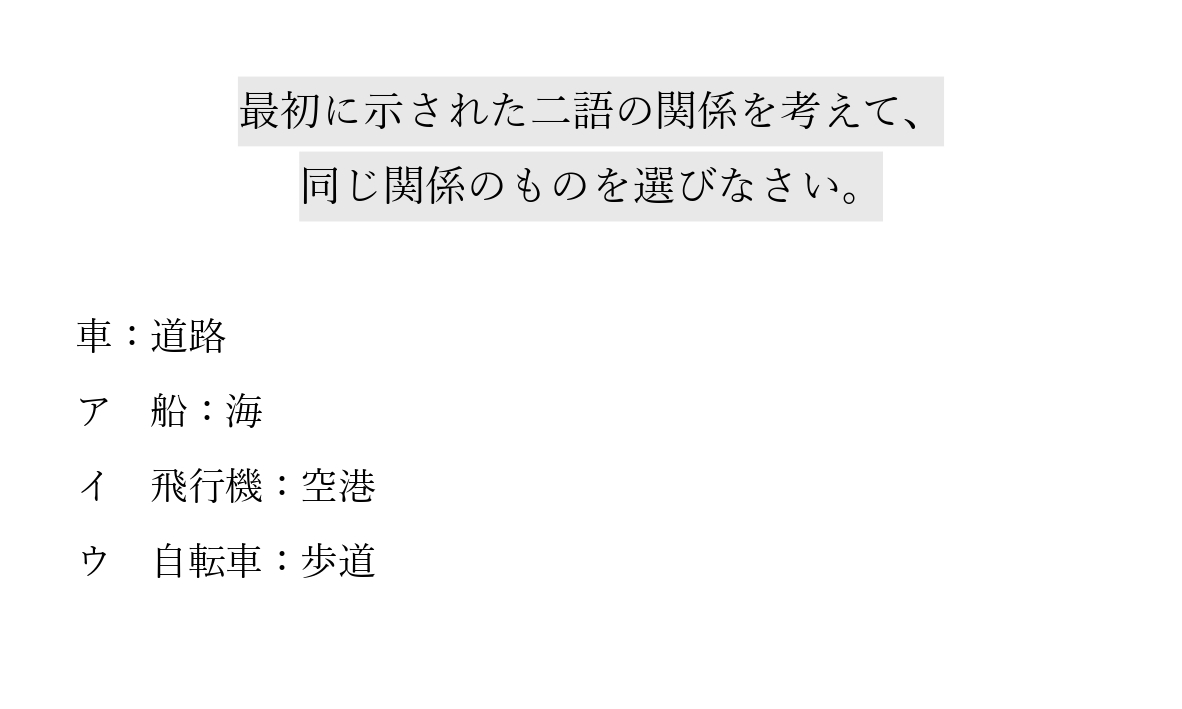 最初に示された二語の関係を考えて、
同じ関係のものを選びなさい。
車：道路
ア　船：海
イ　飛行機：空港
ウ　自転車：歩道